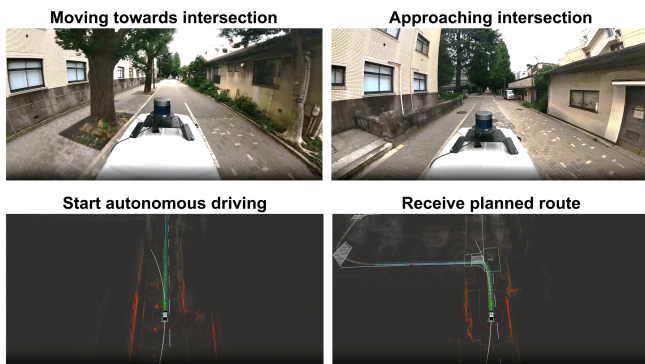 Moving towards intersection
Approaching intersection
Start autonomous driving
Receive planned route